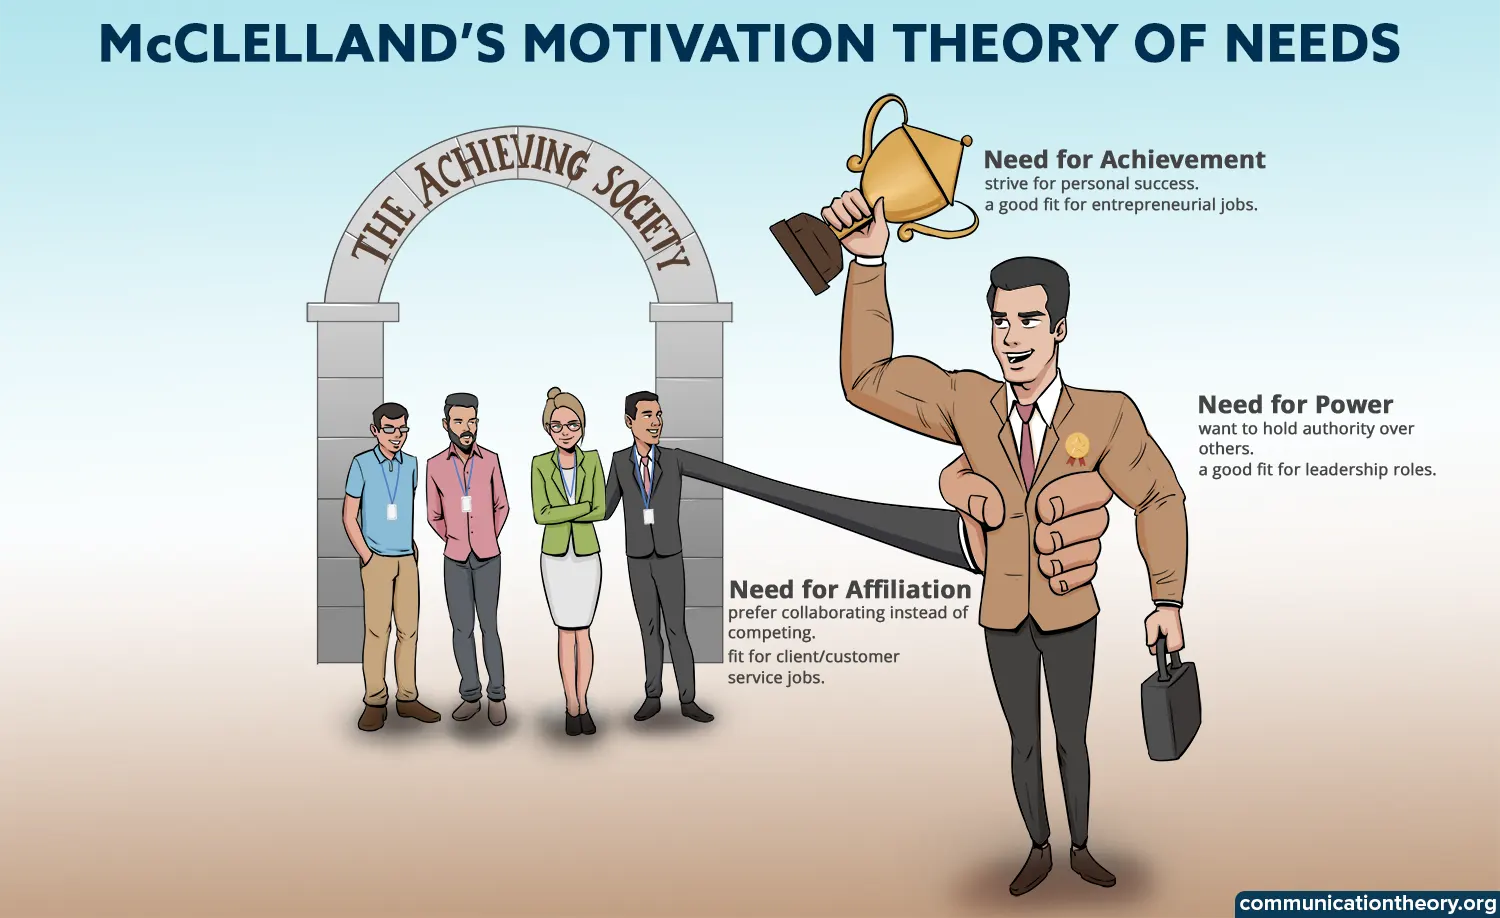 McCLELLAND'S MOTIVATION THEORY OF NEEDS
THE ACHIEVING SOCIETY
Need for Achievement
strive for personal success.
a good fit for entrepreneurial jobs.
Need for Power
want to hold authority over
others.
a good fit for leadership roles.
Need for Affiliation
prefer collaborating instead of
competing.
fit for client/customer
service jobs.
communicationtheory.org